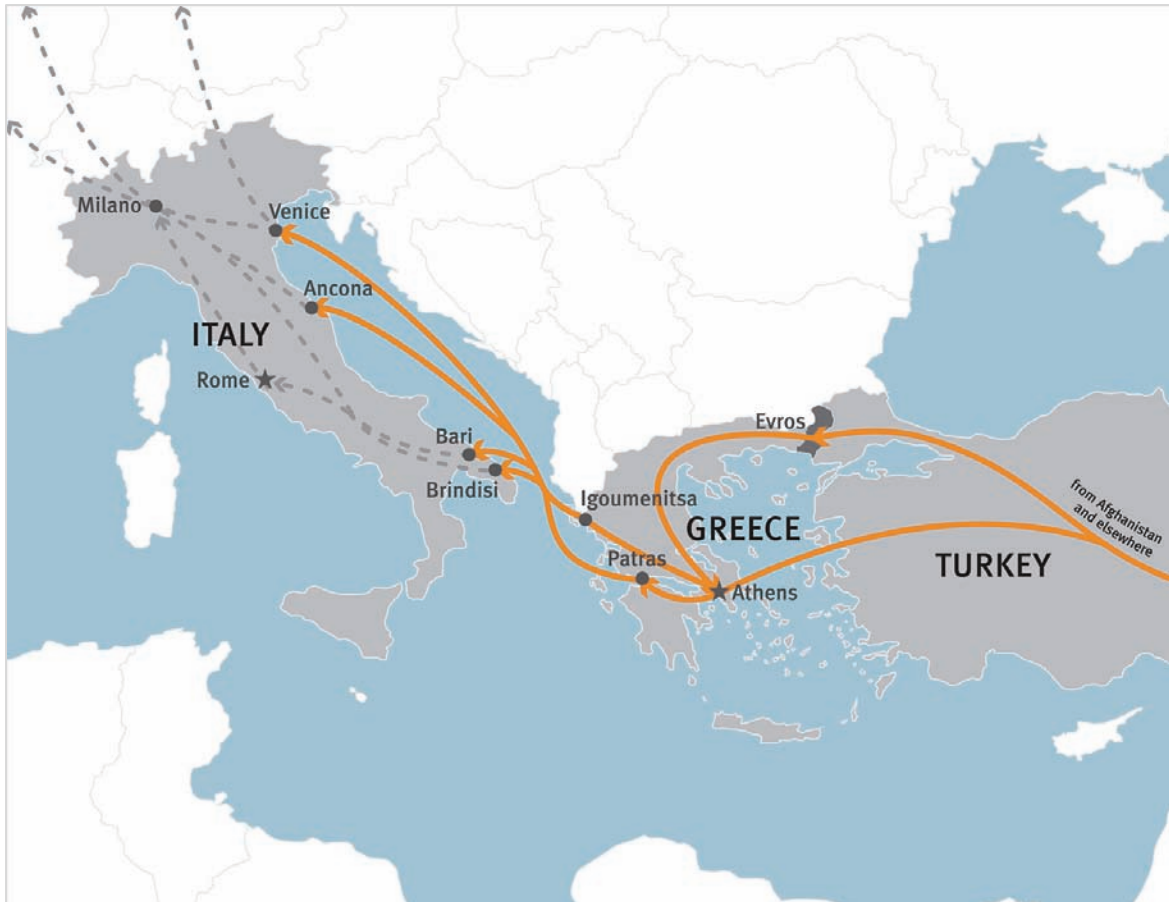 Milano
Venice
Ancona
ITALY
Rome
Bari
Brindisi
Evros
Igoumenitsa
GREECE
Patras
Athens
TURKEY
from Afghanistan
and elsewhere